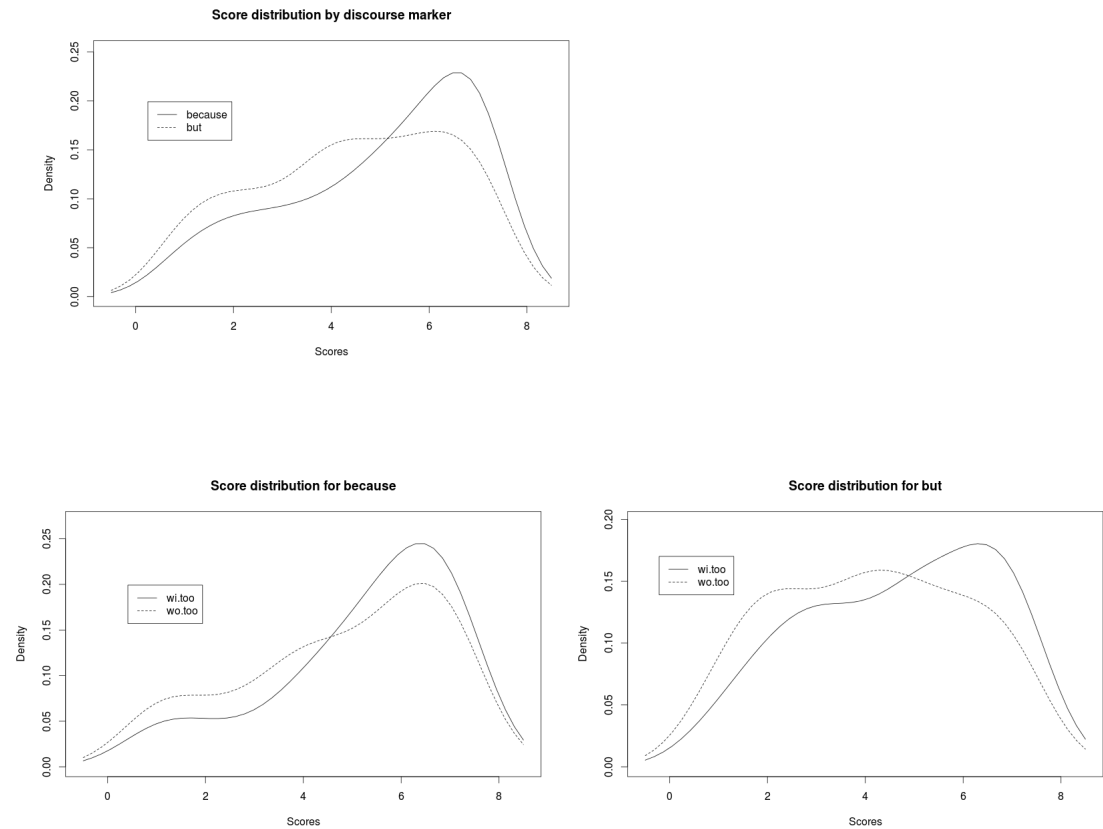 Score distribution by discourse marker
0.25
0.20
0.15
0.10
0.05
0.00
Density
because
but
0 2 4 6 8
Scores
Score distribution for because
0.25
0.20
0.15
0.10
0.05
0.00
Density
wi.too
wo.too
0 2 4 6 8
Scores
Score distribution for but
0.20
0.15
0.10
0.05
0.00
Density
wi.too
wo.too
0 2 4 6 8
Scores